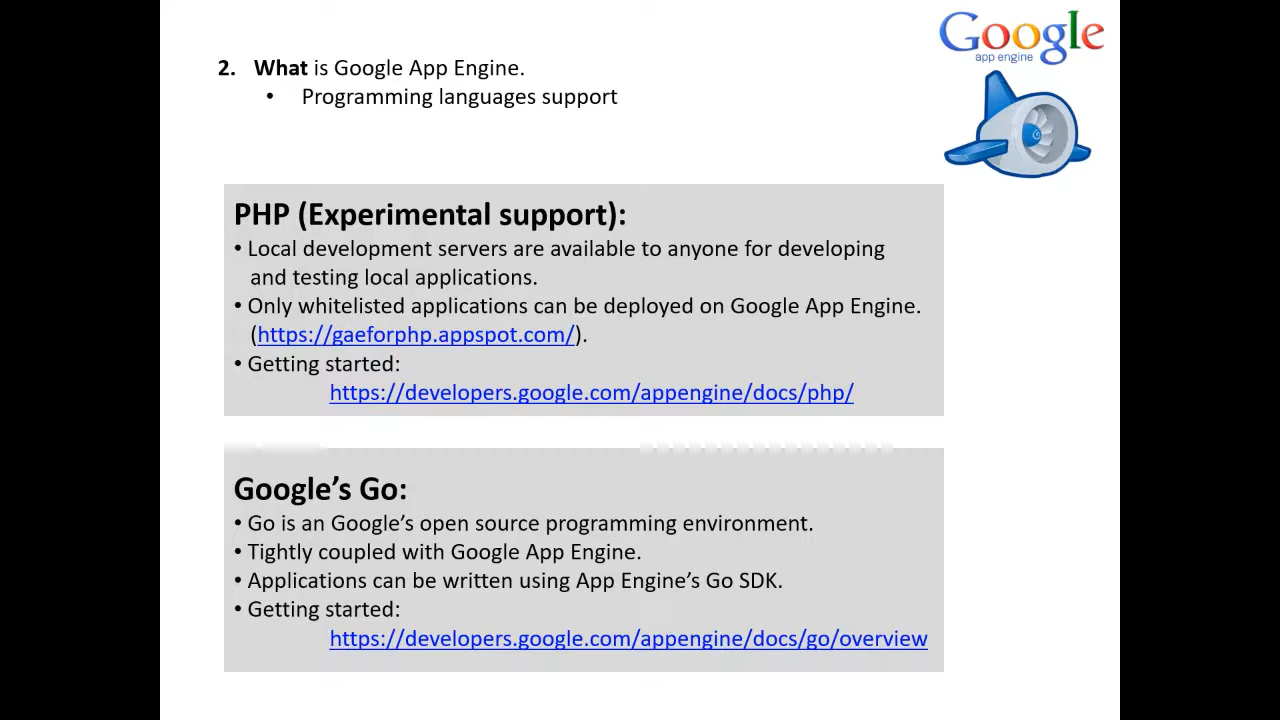 Google
app engine
2. What is Google App Engine.
• Programming languages support
PHP (Experimental support):
• Local development servers are available to anyone for developing
and testing local applications.
• Only whitelisted applications can be deployed on Google App Engine.
(https://gaeforphp.appspot.com/).
• Getting started:
https://developers.google.com/appengine/docs/php/
Google’s Go:
• Go is an Google’s open source programming environment.
• Tightly coupled with Google App Engine.
• Applications can be written using App Engine’s Go SDK.
• Getting started:
https://developers.google.com/appengine/docs/go/overview